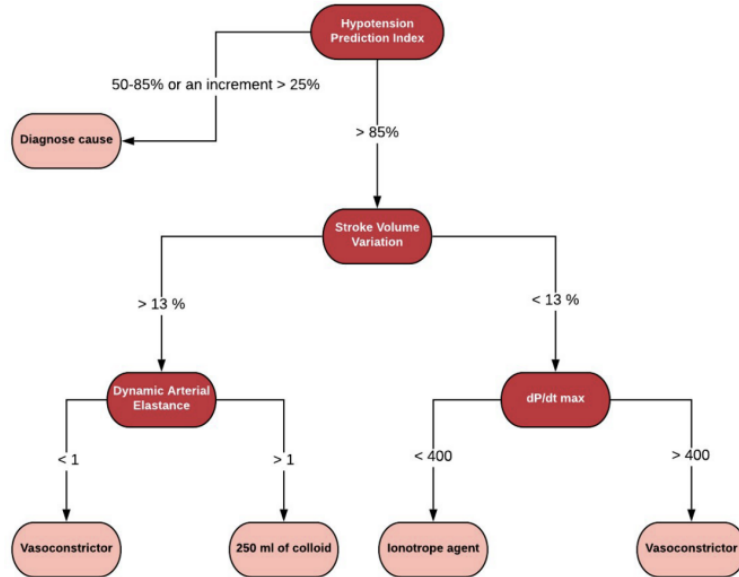 Hypotension
Prediction Index
50-85% or an increment > 25%
Diagnose cause
> 85%
Stroke Volume
Variation
> 13 %
< 13 %
Dynamic Arterial
Elastance
dP/dt max
< 1
> 1
< 400
> 400
Vasoconstrictor
250 ml of colloid
Ionotrope agent
Vasoconstrictor